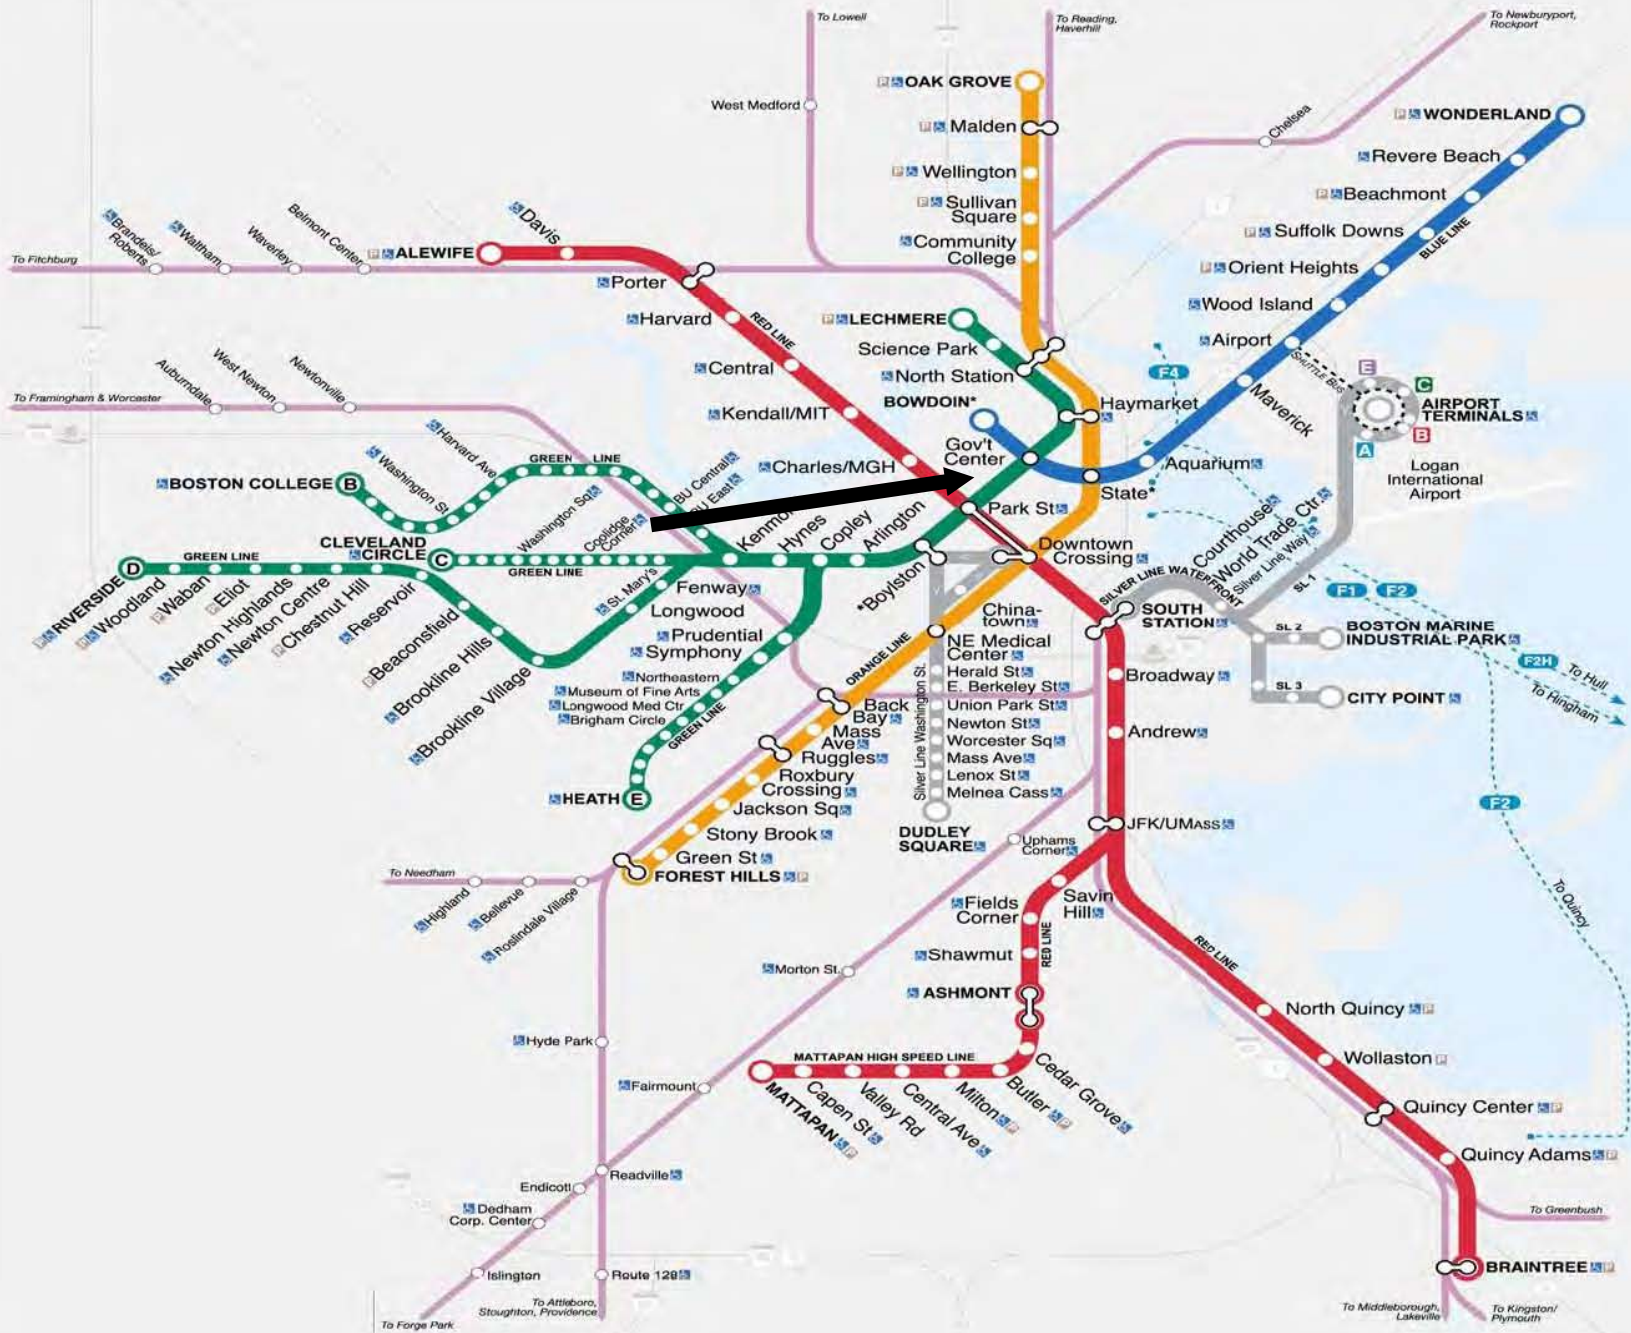 To Lowell
To Reading,
Haverhill
To Newburyport,
Rockport
P OAK GROVE
West Medford
P Malden
Chelsea
P WONDERLAND
Revere Beach
P Wellington
P Beachmont
P Sullivan
Square
P Suffolk Downs
BLUE LINE
Community
College
P Orient Heights
Wood Island
Airport
SHUTTLE BUS
Maverick
Brandeis/
Roberts
Waltham
Waverley
Belmont Center
To Fitchburg
P ALEWIFE
Davis
Porter
Harvard
RED LINE
Central
Kendall/MIT
Charles/MGH
P LECHMERE
Science Park
North Station
BOWDOIN*
Haymarket
Gov't
Center
Aquarium
State*
Park St
Downtown
Crossing
F4
E
C
AIRPORT
TERMINALS
B
A
Logan
International
Airport
Auburndale
West Newton
Newtonville
To Framingham & Worcester
BOSTON COLLEGE B
Washington St
Harvard Ave
GREEN LINE
BU Central
BU East
Washington Sq
Coolidge
Corner
CLEVELAND
CIRCLE C
GREEN LINE
St. Mary's
Hynes
Copley
Arlington
*Boylston
RIVERSIDE D
GREEN LINE
P Woodland
P Waban
P Eliot
Newton Highlands
Newton Centre
P Chestnut Hill
Reservoir
P Beaconsfield
Brookline Hills
Brookline Village
Fenway
Longwood
Prudential
Symphony
Northeastern
Museum of Fine Arts
Longwood Med Ctr
Brigham Circle
GREEN LINE
HEATH E
ORANGE LINE
China-
town
NE Medical
Center
Herald St
E. Berkeley St
Union Park St
Newton St
Worcester Sq
Mass Ave
Lenox St
Melnea Cass
Silver Line Washington St.
DUDLEY
SQUARE
Back
Bay
Mass
Ave
Ruggles
Roxbury
Crossing
Jackson Sq
Stony Brook
Green St
FOREST HILLS P
Courthouse
World Trade Ctr.
Silver Line Way
SILVER LINE WATERFRONT
SL 1
SOUTH
STATION
SL 2
BOSTON MARINE
INDUSTRIAL PARK
SL 3
CITY POINT
F1
F2
F2H
To Hull
To Hingham
F2
To Quincy
Broadway
Andrew
JFK/UMASS
Uphams
Corner
Savin
Hill
Fields
Corner
RED LINE
Shawmut
ASHMONT
MATTAPAN HIGH SPEED LINE
MATTAPAN P
Capen St
Valley Rd
Central Ave
Milton P
Butler P
Cedar Grove
RED LINE
North Quincy P
Wollaston P
Quincy Center P
Quincy Adams P
To Greenbush
BRAINTREE P
To Middleborough,
Lakeville
To Kingston/
Plymouth
To Needham
Highland
Bellevue
Roslindale Village
Morton St.
Hyde Park
Fairmount
Readville
Endicott
Dedham
Corp. Center
Islington
Route 128
To Attleboro,
Stoughton, Providence
To Forge Park